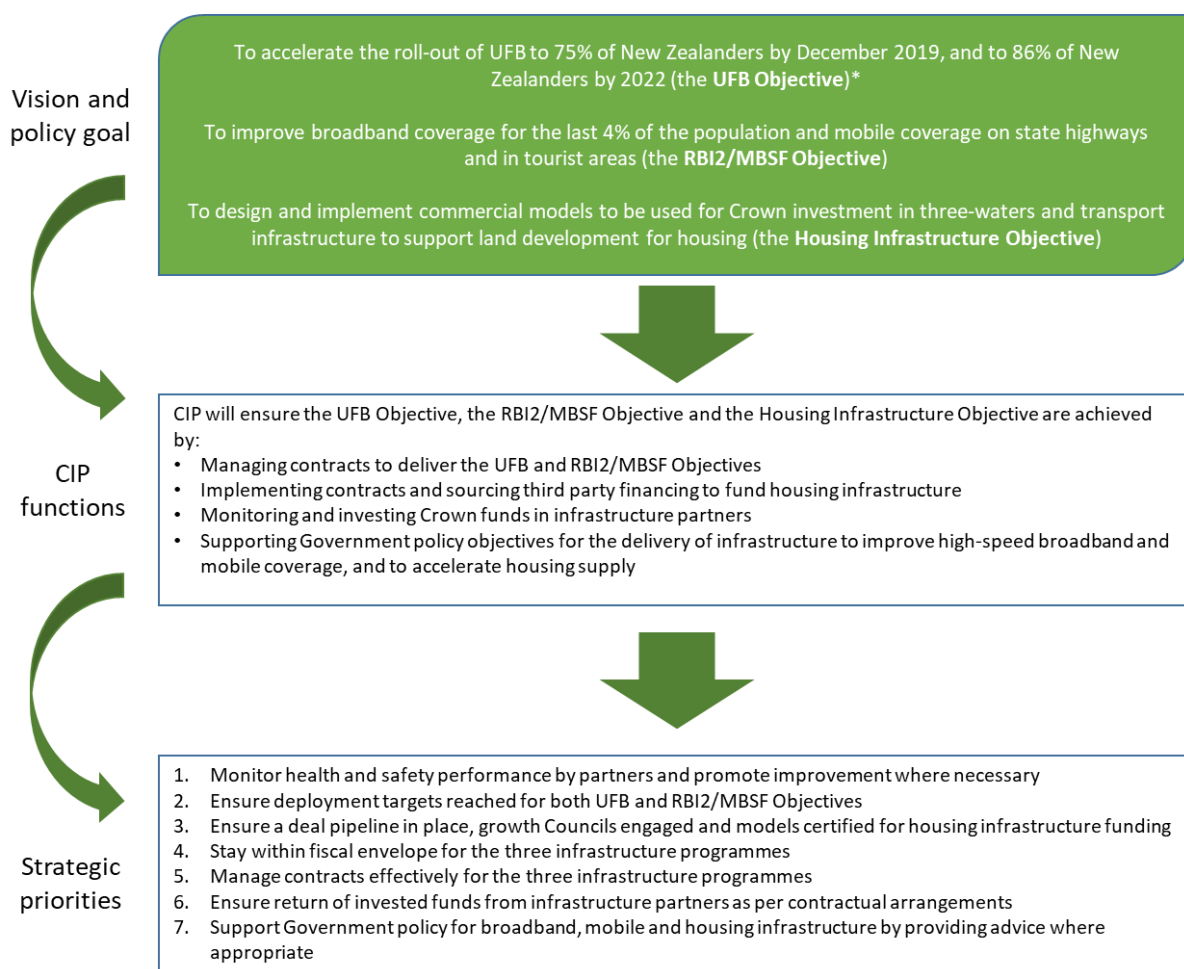 Vision and
policy goal
To accelerate the roll-out of UFB to 75% of New Zealanders by December 2019, and to 86% of New
Zealanders by 2022 (the UFB Objective)*
To improve broadband coverage for the last 4% of the population and mobile coverage on state highways
and in tourist areas (the RBI2/MBSF Objective)
To design and implement commercial models to be used for Crown investment in three-waters and transport
infrastructure to support land development for housing (the Housing Infrastructure Objective)
CIP
functions
CIP will ensure the UFB Objective, the RBI2/MBSF Objective and the Housing Infrastructure Objective are achieved
by:
• Managing contracts to deliver the UFB and RBI2/MBSF Objectives
• Implementing contracts and sourcing third party financing to fund housing infrastructure
• Monitoring and investing Crown funds in infrastructure partners
• Supporting Government policy objectives for the delivery of infrastructure to improve high-speed broadband and
mobile coverage, and to accelerate housing supply
Strategic
priorities
1. Monitor health and safety performance by partners and promote improvement where necessary
2. Ensure deployment targets reached for both UFB and RBI2/MBSF Objectives
3. Ensure a deal pipeline in place, growth Councils engaged and models certified for housing infrastructure funding
4. Stay within fiscal envelope for the three infrastructure programmes
5. Manage contracts effectively for the three infrastructure programmes
6. Ensure return of invested funds from infrastructure partners as per contractual arrangements
7. Support Government policy for broadband, mobile and housing infrastructure by providing advice where
appropriate